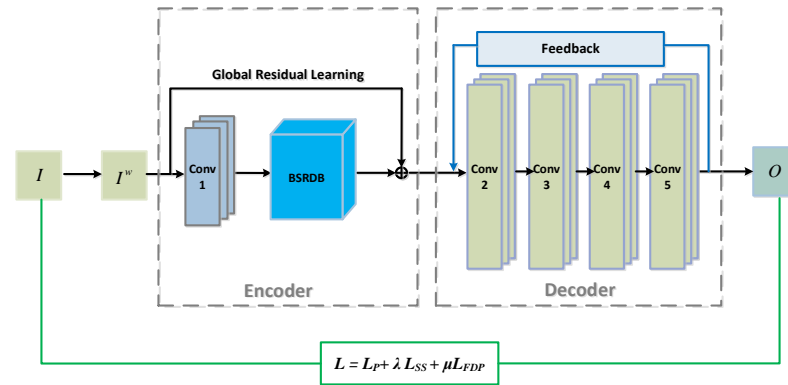 Feedback
Global Residual Learning
I
I^w
Conv
1
BSRDB
⊕
Conv
2
Conv
3
Conv
4
Conv
5
O
Encoder
Decoder
L = L_P + λ L_SS + μL_FDP